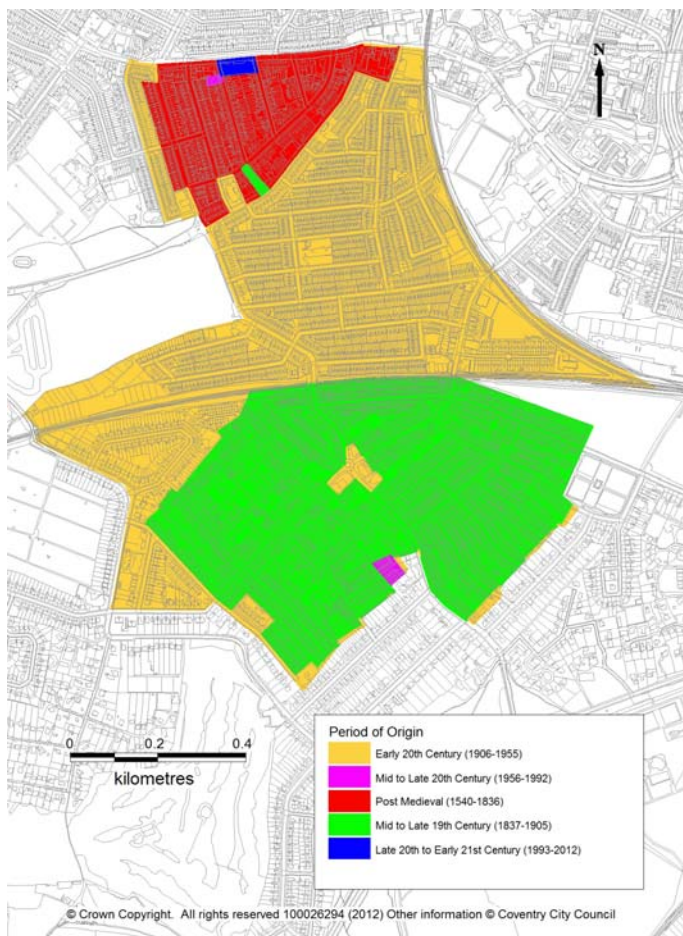 N
0 0.2 0.4
kilometres
Period of Origin
Early 20th Century (1906-1955)
Mid to Late 20th Century (1956-1992)
Post Medieval (1540-1836)
Mid to Late 19th Century (1837-1905)
Late 20th to Early 21st Century (1993-2012)
© Crown Copyright. All rights reserved 100026294 (2012) Other information © Coventry City Council